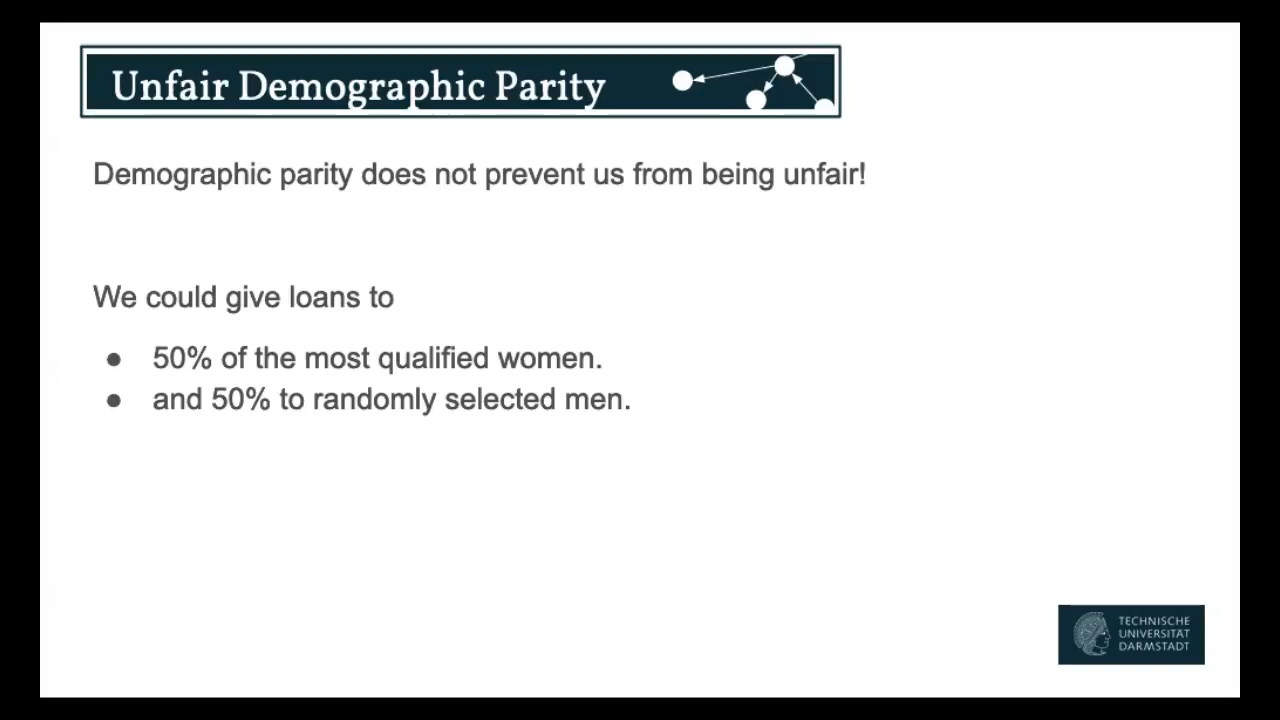 Unfair Demographic Parity
Demographic parity does not prevent us from being unfair!
We could give loans to
● 50% of the most qualified women.
● and 50% to randomly selected men.
TECHNISCHE
UNIVERSITÄT
DARMSTADT